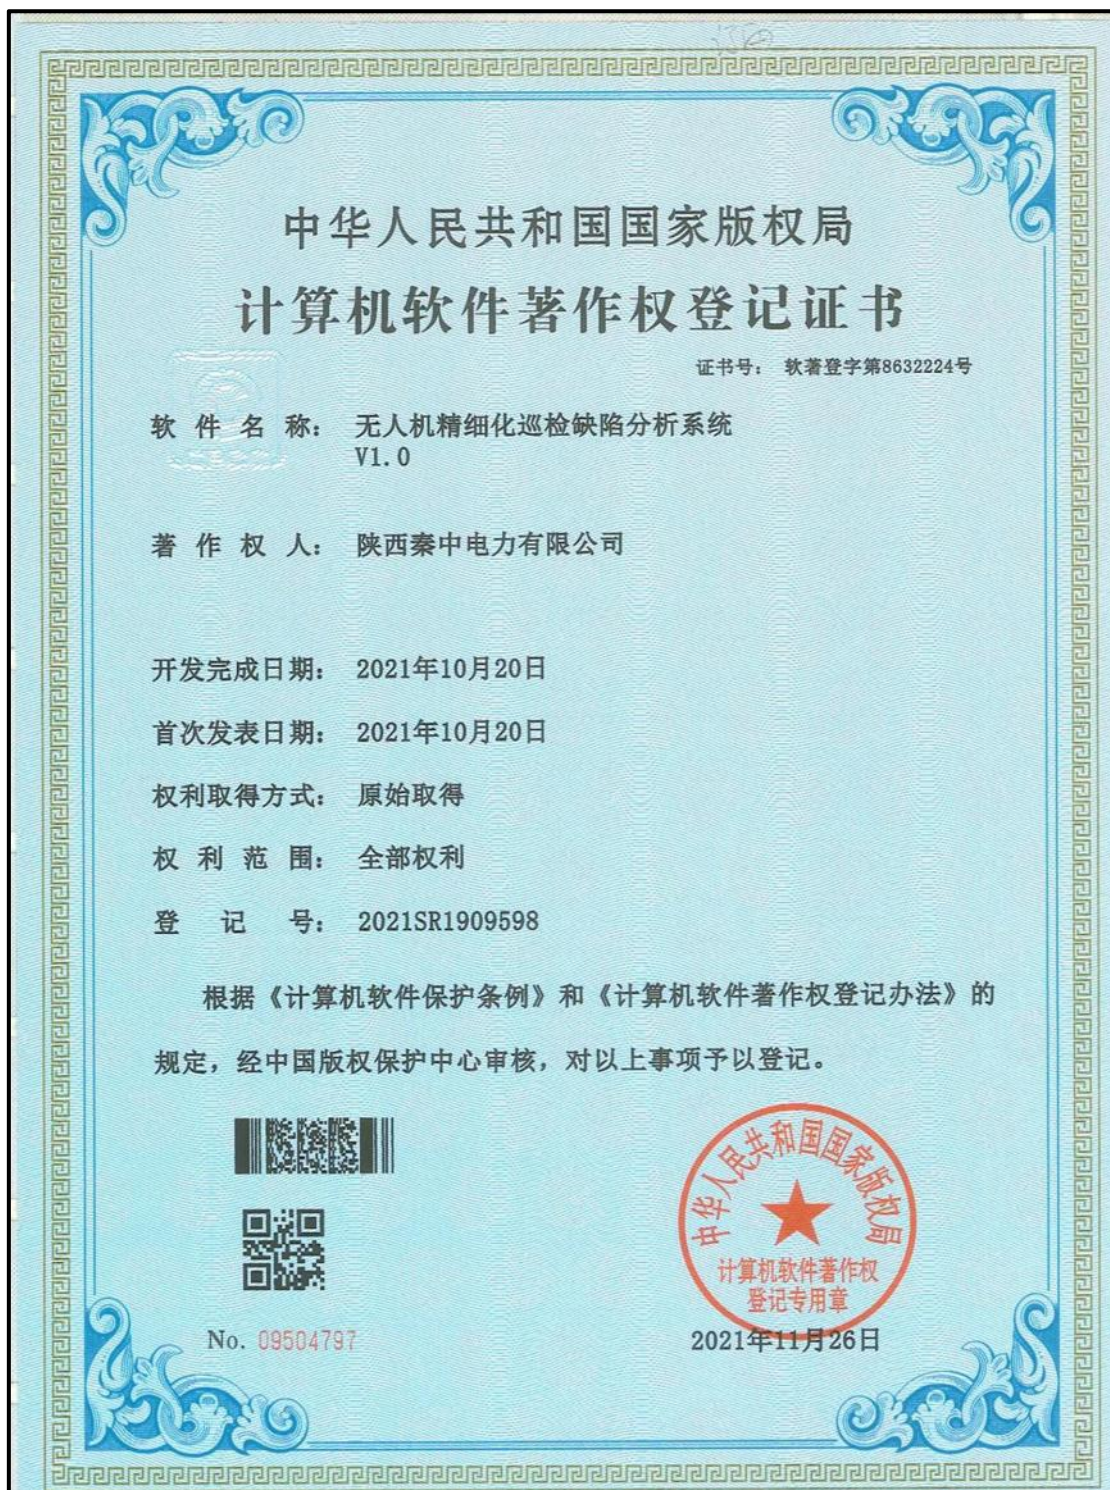 中华人民共和国国家版权局
计算机软件著作权登记证书
证书号： 软著登字第8632224号
软件名称： 无人机精细化巡检缺陷分析系统
V1.0
著作权人： 陕西秦中电力有限公司
开发完成日期： 2021年10月20日
首次发表日期： 2021年10月20日
权利取得方式： 原始取得
权利范围： 全部权利
登记号： 2021SR1909598
根据《计算机软件保护条例》和《计算机软件著作权登记办法》的
规定，经中国版权保护中心审核，对以上事项予以登记。
中华人民共和国国家版权局
计算机软件著作权
登记专用章
No. 09504797
2021年11月26日